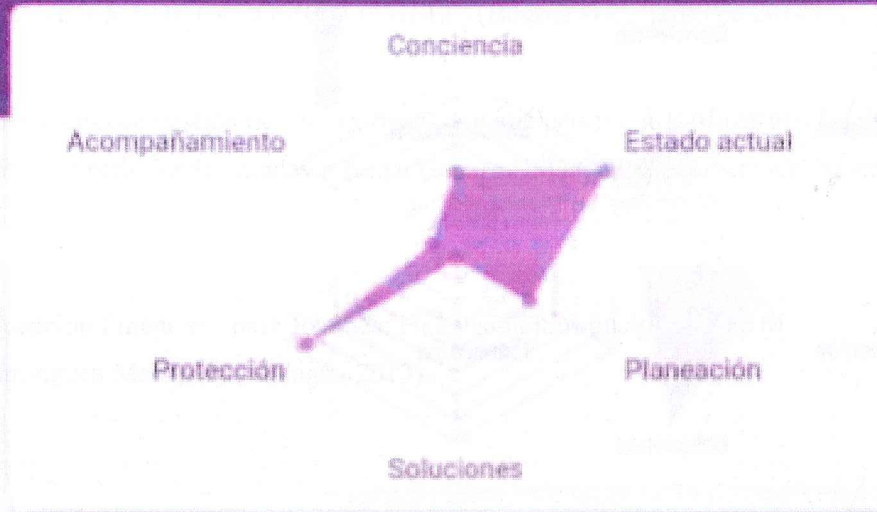 Conciencia
Acompañamiento
Estado actual
Protección
Planeación
Soluciones